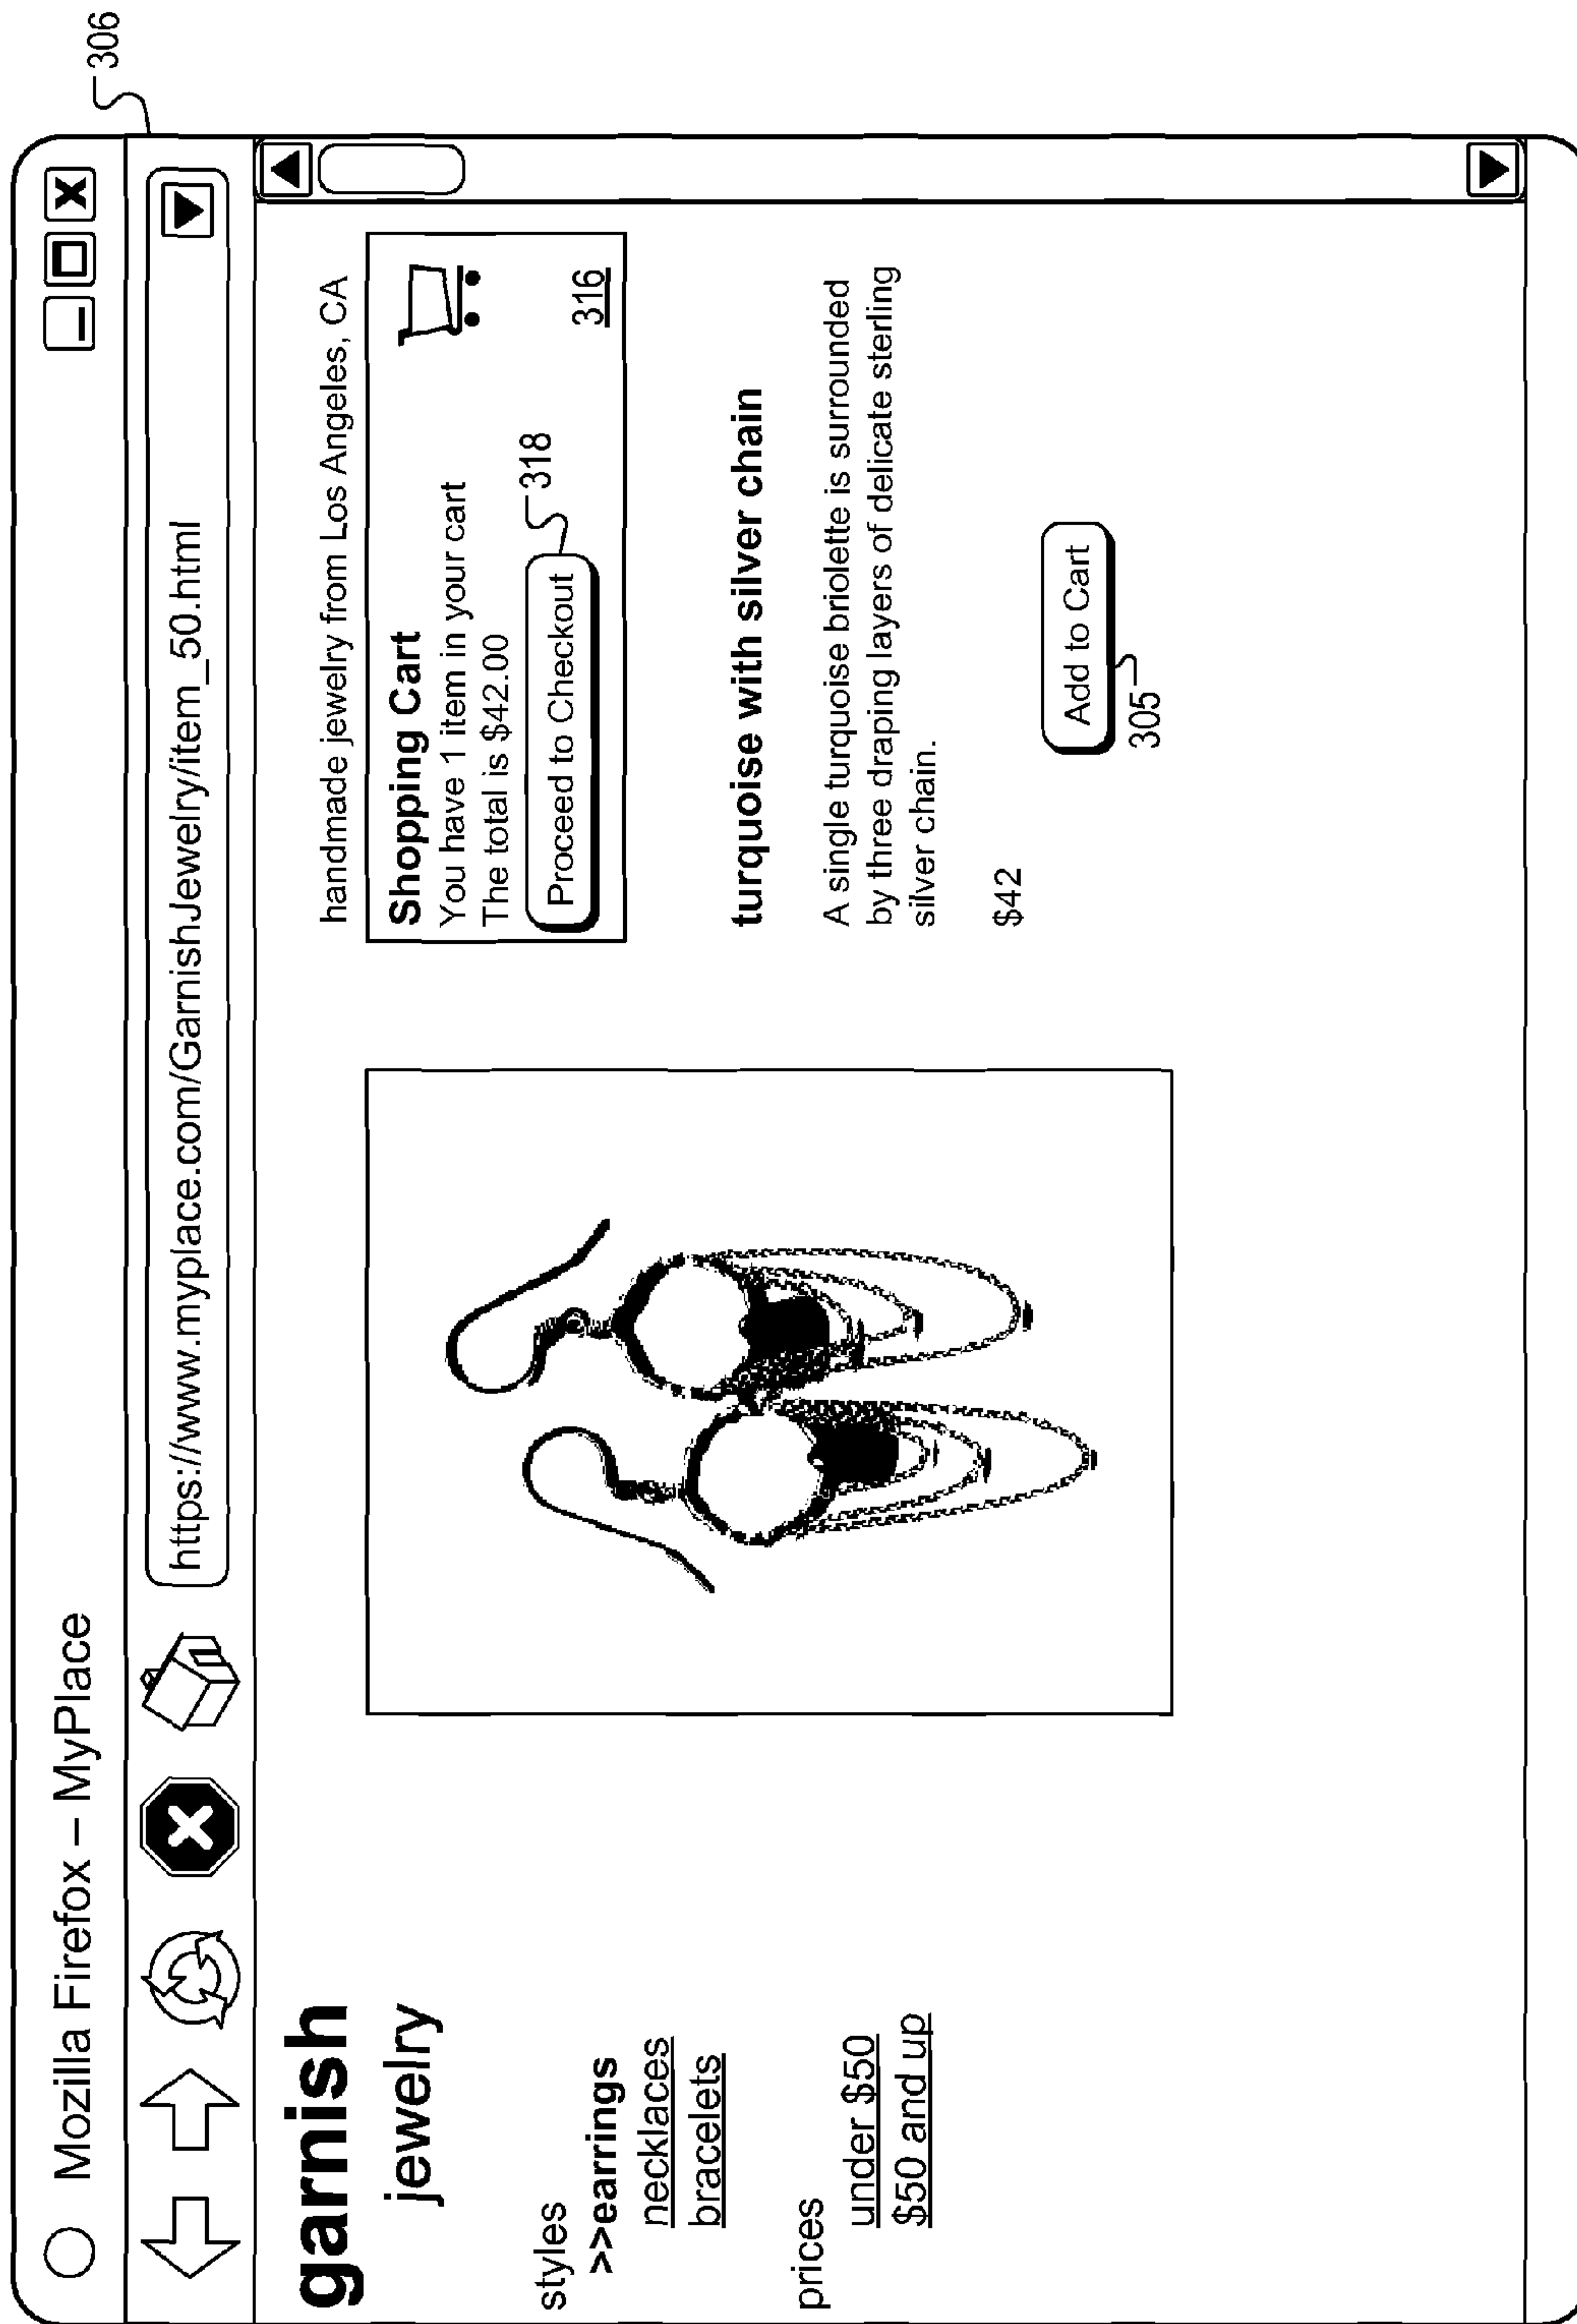 306
Mozilla Firefox – MyPlace
https://www.myplace.com/GarnishJewelry/item_50.html
garnish
jewelry
styles
>>earrings
necklaces
bracelets
prices
under $50
$50 and up
handmade jewelry from Los Angeles, CA
Shopping Cart
You have 1 item in your cart
The total is $42.00
Proceed to Checkout
318
316
turquoise with silver chain
A single turquoise briolette is surrounded
by three draping layers of delicate sterling
silver chain.
$42
Add to Cart
305